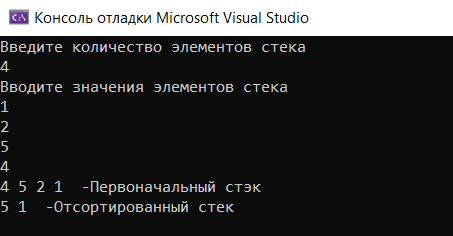 Консоль отладки Microsoft Visual Studio
Введите количество элементов стека
4
Вводите значения элементов стека
1
2
5
4
4 5 2 1  -Первоначальный стэк
5 1  -Отсортированный стек